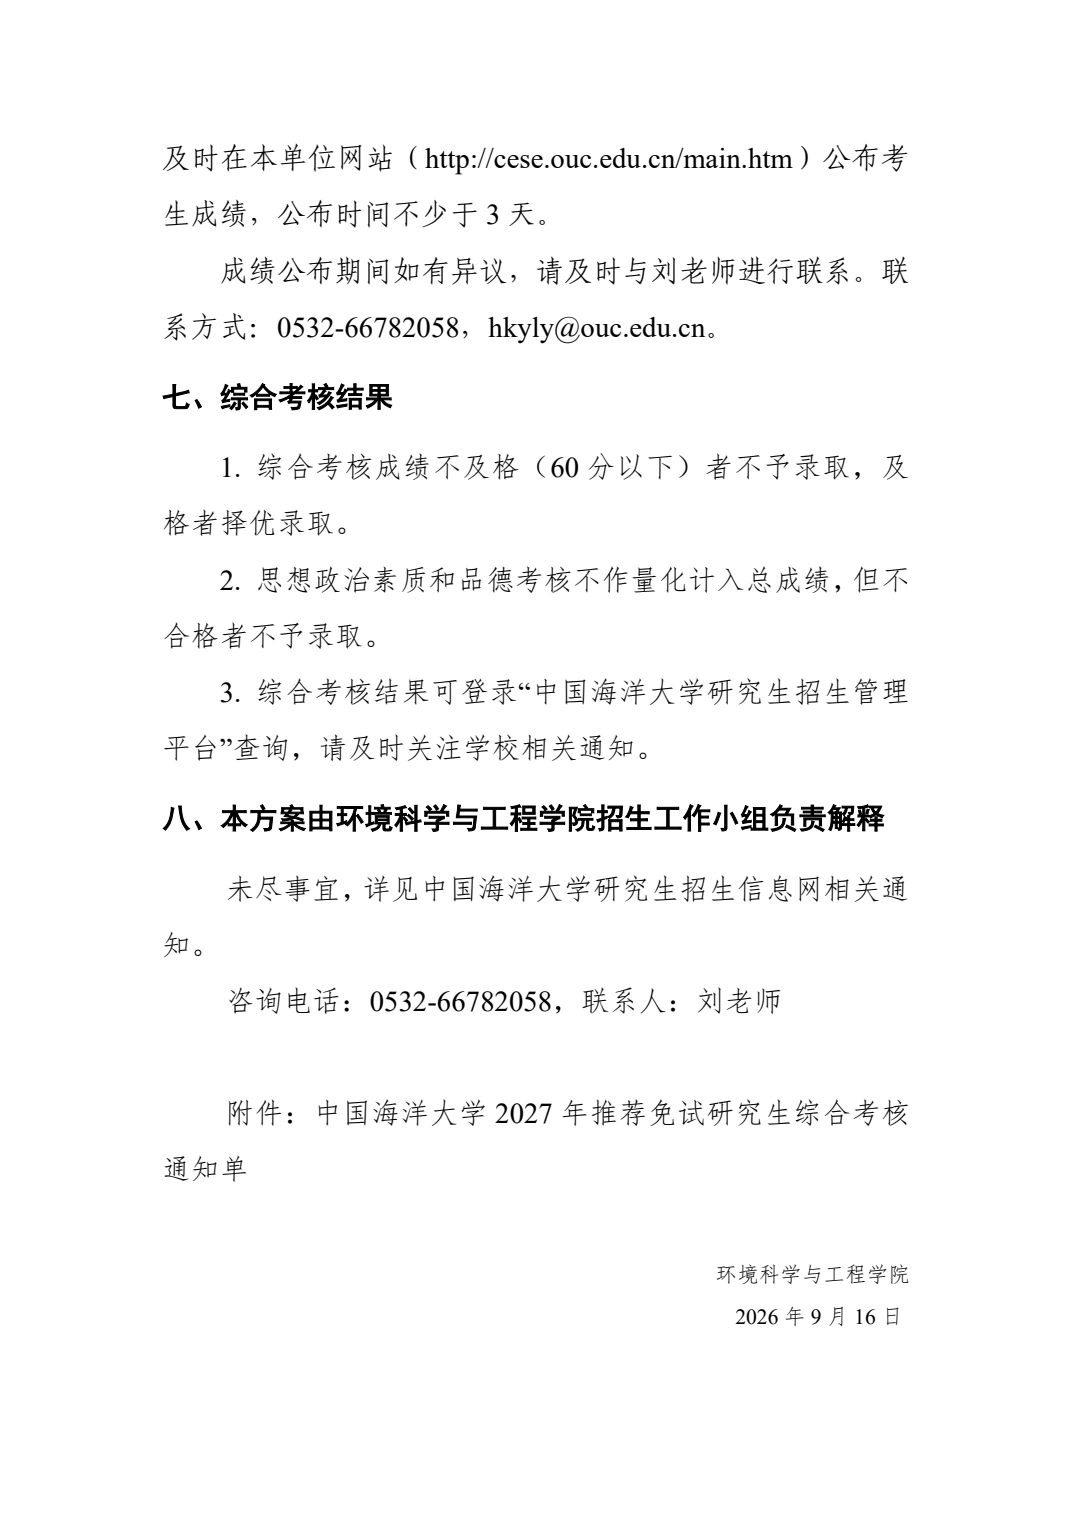 及时在本单位网站（http://cese.ouc.edu.cn/main.htm）公布考
生成绩，公布时间不少于 3 天。
成绩公布期间如有异议，请及时与刘老师进行联系。联
系方式：0532-66782058，hkyly@ouc.edu.cn。
七、综合考核结果
1. 综合考核成绩不及格（60 分以下）者不予录取，及
格者择优录取。
2. 思想政治素质和品德考核不作量化计入总成绩，但不
合格者不予录取。
3. 综合考核结果可登录“中国海洋大学研究生招生管理
平台”查询，请及时关注学校相关通知。
八、本方案由环境科学与工程学院招生工作小组负责解释
未尽事宜，详见中国海洋大学研究生招生信息网相关通
知。
咨询电话：0532-66782058，联系人：刘老师
附件：中国海洋大学 2027 年推荐免试研究生综合考核
通知单
环境科学与工程学院
2026 年 9 月 16 日